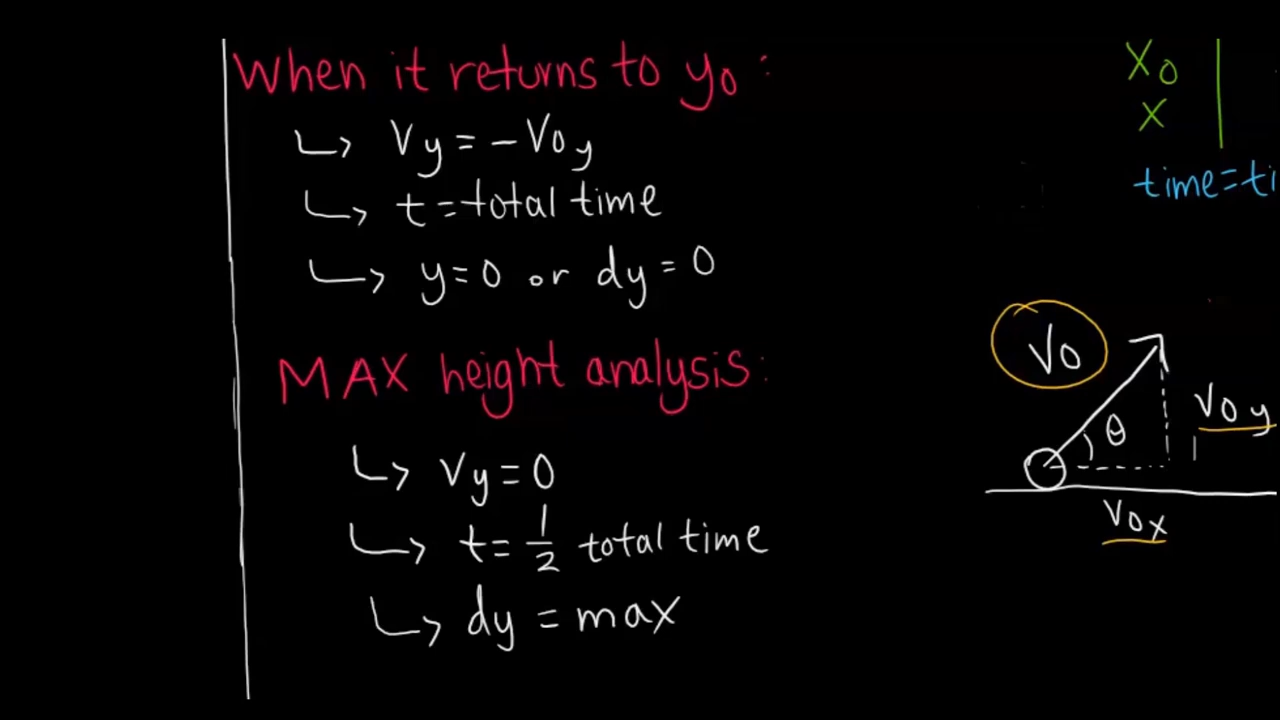 When it returns to y0:
↳ Vy = -V0y
↳ t = total time
↳ y = 0 or dy = 0
MAX height analysis:
↳ Vy = 0
↳ t = 1/2 total time
↳ dy = max
X0
X
time =
V0
θ
V0y
V0x